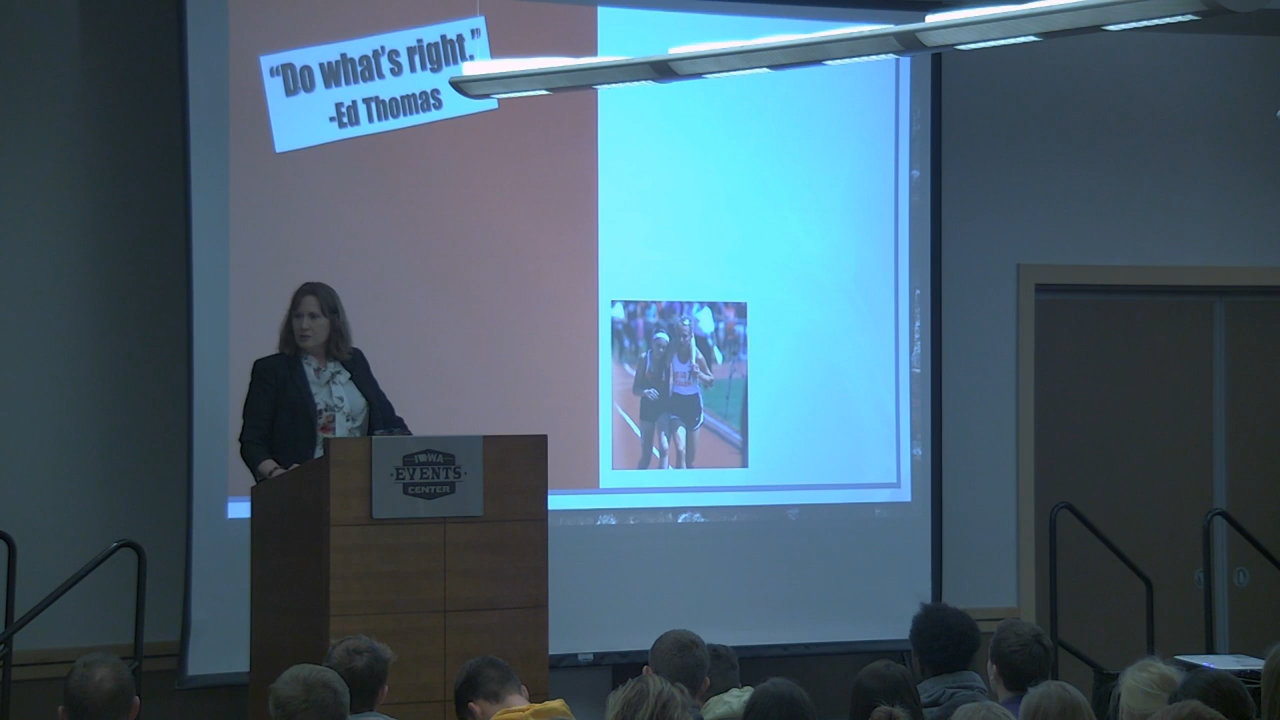 “Do what’s right.”
-Ed Thomas
IOWA
EVENTS
CENTER